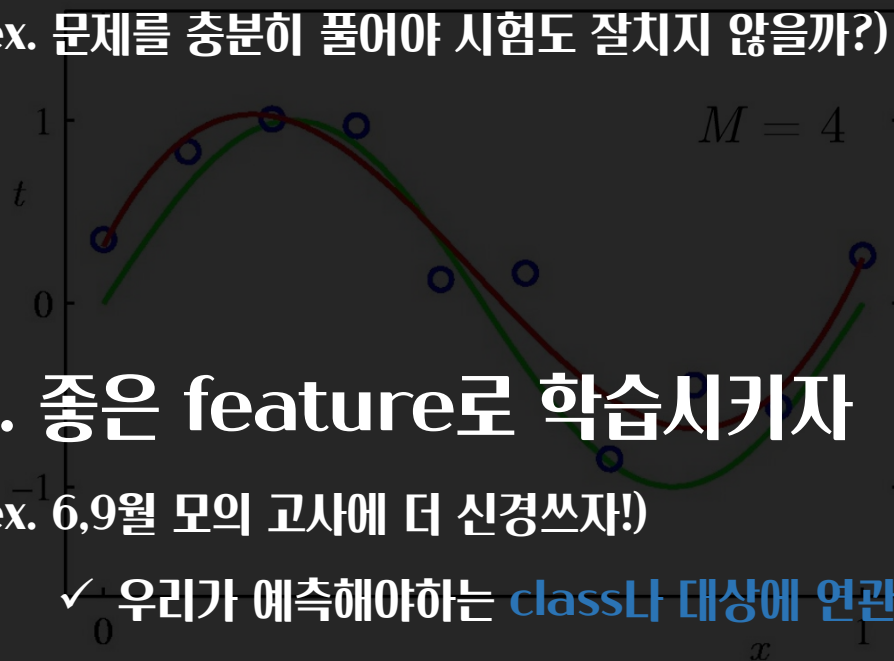 ex. 문제를 충분히 풀어야 시험도 잘치지 않을까?)
1
M = 4
t
0
. 좋은 feature로 학습시키자
−1
ex. 6,9월 모의 고사에 더 신경쓰자!)
✓ 우리가 예측해야하는 class나 대상에 연관
0
x
1